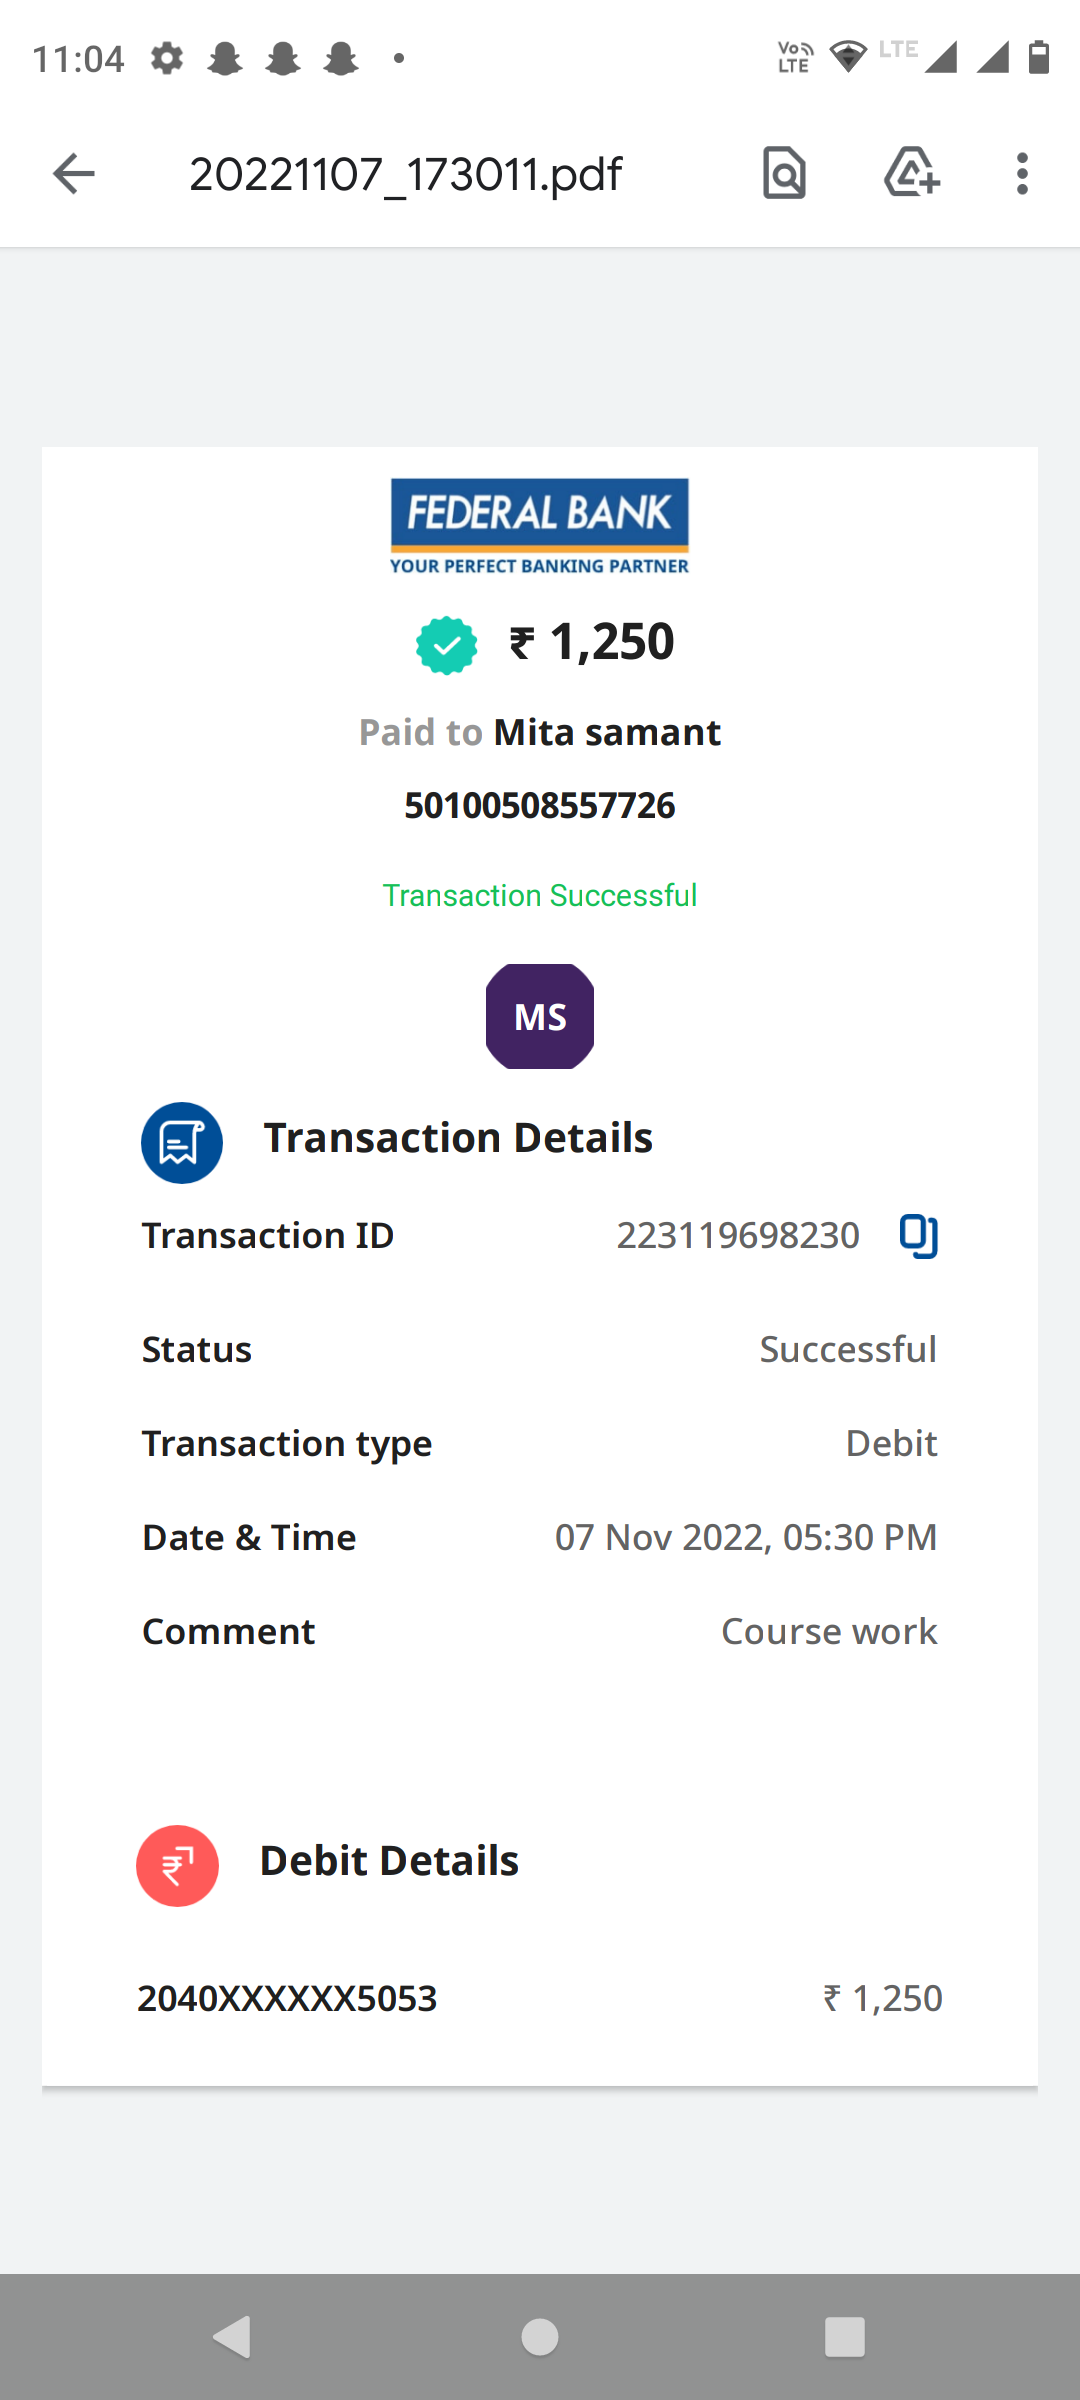 11:04 VoLTE LTE
20221107_173011.pdf
FEDERAL BANK
YOUR PERFECT BANKING PARTNER
₹ 1,250
Paid to Mita samant
50100508557726
Transaction Successful
MS
Transaction Details
Transaction ID 223119698230
Status Successful
Transaction type Debit
Date & Time 07 Nov 2022, 05:30 PM
Comment Course work
Debit Details
2040XXXXXX5053 ₹ 1,250